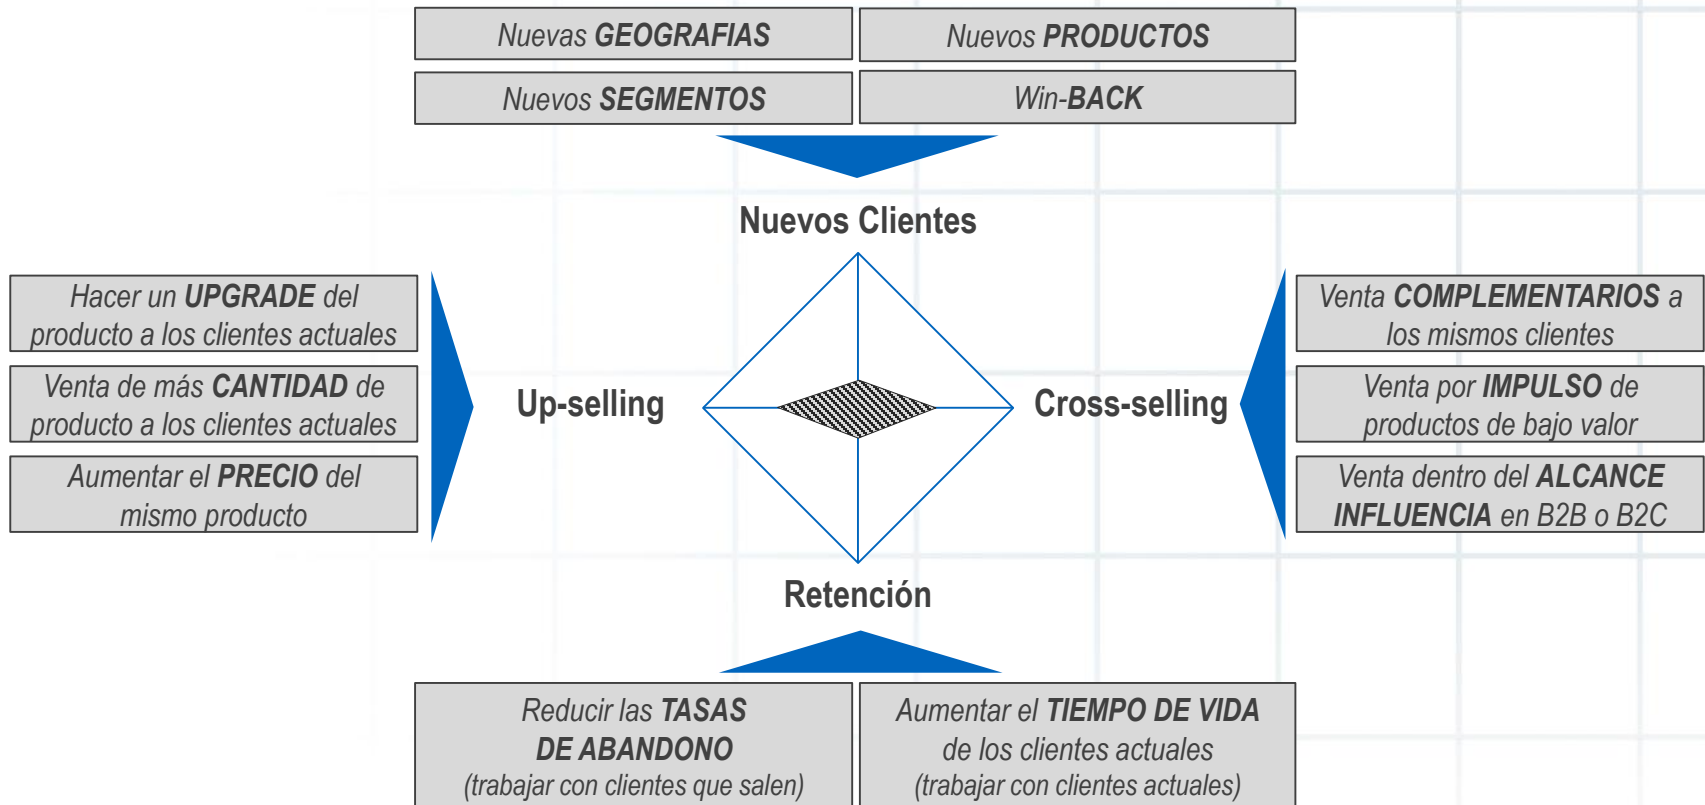 Nuevas GEOGRAFIAS
Nuevos PRODUCTOS
Nuevos SEGMENTOS
Win-BACK
Nuevos Clientes
Hacer un UPGRADE del
producto a los clientes actuales
Venta de más CANTIDAD de
producto a los clientes actuales
Aumentar el PRECIO del
mismo producto
Up-selling
Cross-selling
Venta COMPLEMENTARIOS a
los mismos clientes
Venta por IMPULSO de
productos de bajo valor
Venta dentro del ALCANCE
INFLUENCIA en B2B o B2C
Retención
Reducir las TASAS
DE ABANDONO
(trabajar con clientes que salen)
Aumentar el TIEMPO DE VIDA
de los clientes actuales
(trabajar con clientes actuales)